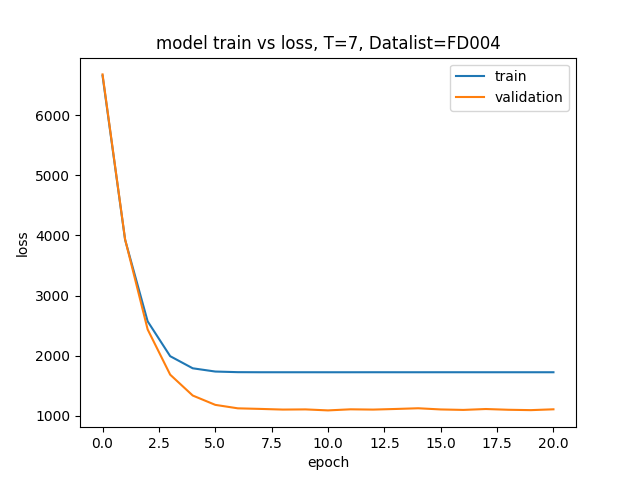 model train vs loss, T=7, Datalist=FD004
train
validation
6000
5000
4000
3000
2000
1000
loss
0.0 2.5 5.0 7.5 10.0 12.5 15.0 17.5 20.0
epoch